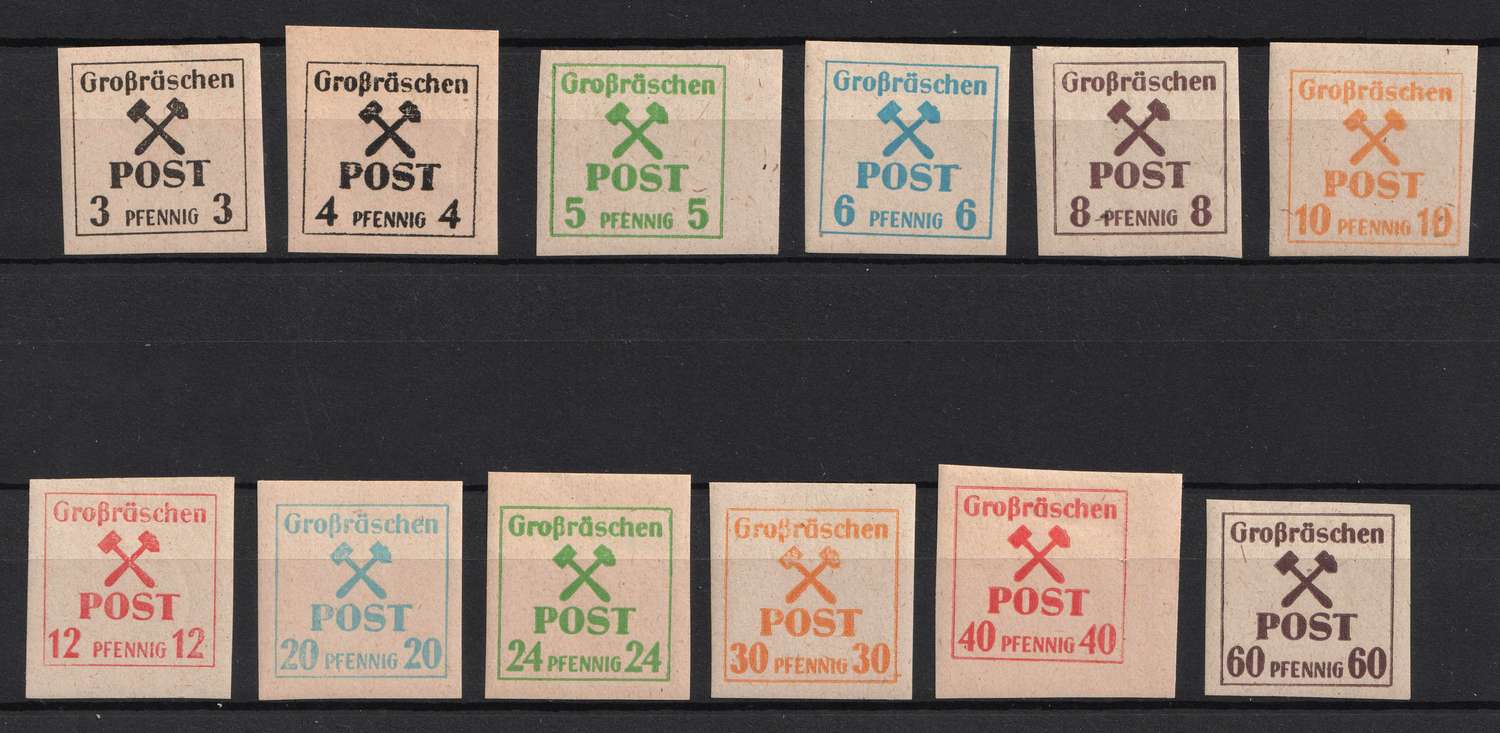 Großräschen
POST
3 PFENNIG 3
Großräschen
POST
4 PFENNIG 4
Großräschen
POST
5 PFENNIG 5
Großräschen
POST
6 PFENNIG 6
Großräschen
POST
8 PFENNIG 8
Großräschen
POST
10 PFENNIG 10
Großräschen
POST
12 PFENNIG 12
Großräschen
POST
20 PFENNIG 20
Großräschen
POST
24 PFENNIG 24
Großräschen
POST
30 PFENNIG 30
Großräschen
POST
40 PFENNIG 40
Großräschen
POST
60 PFENNIG 60